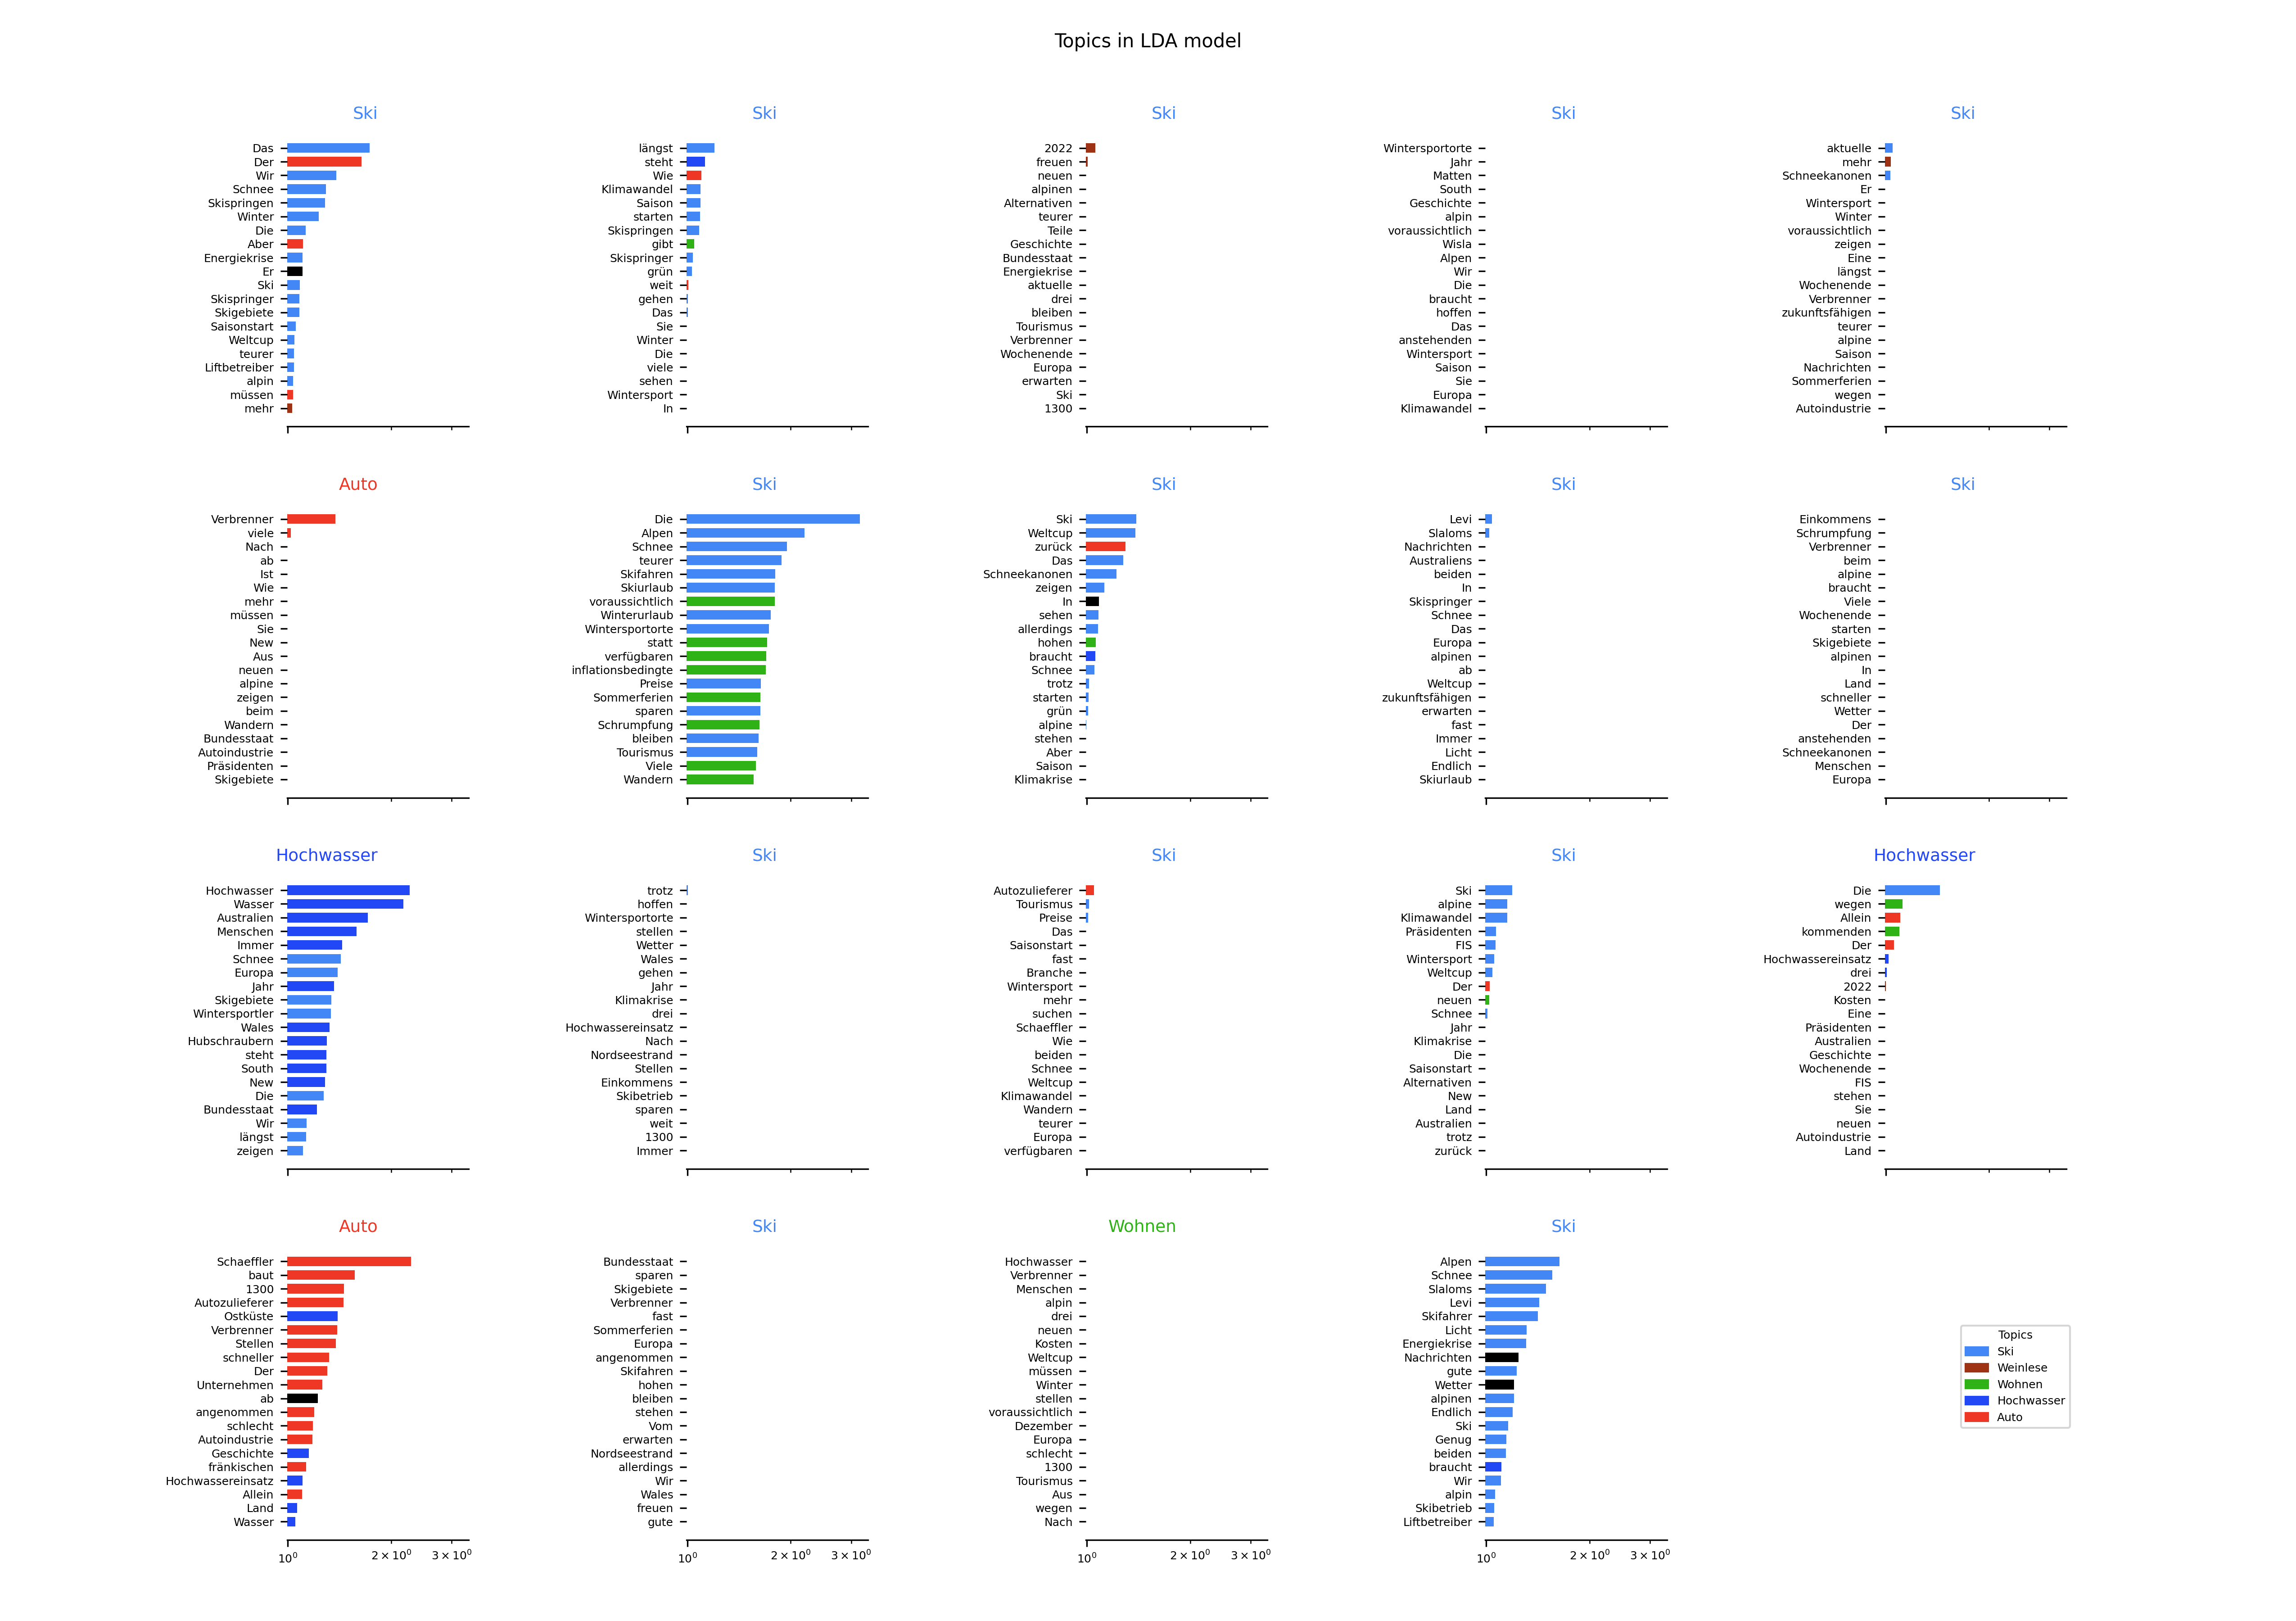 Topics in LDA model
Ski
Das
Der
Wir
Schnee
Skispringen
Winter
Die
Aber
Energiekrise
Er
Ski
Skispringer
Skigebiete
Saisonstart
Weltcup
teurer
Liftbetreiber
alpin
müssen
mehr
Ski
längst
steht
Wie
Klimawandel
Saison
starten
Skispringen
gibt
Skispringer
grün
weit
gehen
Das
Sie
Winter
Die
viele
sehen
Wintersport
In
Ski
2022
freuen
neuen
alpinen
Alternativen
teurer
Teile
Geschichte
Bundesstaat
Energiekrise
aktuelle
drei
bleiben
Tourismus
Verbrenner
Wochenende
Europa
erwarten
Ski
1300
Ski
Wintersportorte
Jahr
Matten
South
Geschichte
alpin
voraussichtlich
Wisla
Alpen
Wir
Die
braucht
hoffen
Das
anstehenden
Wintersport
Saison
Sie
Europa
Klimawandel
Ski
aktuelle
mehr
Schneekanonen
Er
Wintersport
Winter
voraussichtlich
zeigen
Eine
längst
Wochenende
Verbrenner
zukunftsfähigen
teurer
alpine
Saison
Nachrichten
Sommerferien
wegen
Autoindustrie
Auto
Verbrenner
viele
Nach
ab
Ist
Wie
mehr
müssen
Sie
New
Aus
neuen
alpine
zeigen
beim
Wandern
Bundesstaat
Autoindustrie
Präsidenten
Skigebiete
Ski
Die
Alpen
Schnee
teurer
Skifahren
Skiurlaub
voraussichtlich
Winterurlaub
Wintersportorte
statt
verfügbaren
inflationsbedingte
Preise
Sommerferien
sparen
Schrumpfung
bleiben
Tourismus
Viele
Wandern
Ski
Ski
Weltcup
zurück
Das
Schneekanonen
zeigen
In
sehen
allerdings
hohen
braucht
Schnee
trotz
starten
grün
alpine
stehen
Aber
Saison
Klimakrise
Ski
Levi
Slaloms
Nachrichten
Australiens
beiden
In
Skispringer
Schnee
Das
Europa
alpinen
ab
Weltcup
zukunftsfähigen
erwarten
fast
Immer
Licht
Endlich
Skiurlaub
Ski
Einkommens
Schrumpfung
Verbrenner
beim
alpine
braucht
Viele
Wochenende
starten
Skigebiete
alpinen
In
Land
schneller
Wetter
Der
anstehenden
Schneekanonen
Menschen
Europa
Hochwasser
Hochwasser
Wasser
Australien
Menschen
Immer
Schnee
Europa
Jahr
Skigebiete
Wintersportler
Wales
Hubschraubern
steht
South
New
Die
Bundesstaat
Wir
längst
zeigen
Ski
trotz
hoffen
Wintersportorte
stellen
Wetter
Wales
gehen
Jahr
Klimakrise
drei
Hochwassereinsatz
Nach
Nordseestrand
Stellen
Einkommens
Skibetrieb
sparen
weit
1300
Immer
Ski
Autozulieferer
Tourismus
Preise
Das
Saisonstart
fast
Branche
Wintersport
mehr
suchen
Schaeffler
Wie
beiden
Schnee
Weltcup
Klimawandel
Wandern
teurer
Europa
verfügbaren
Ski
Ski
alpine
Klimawandel
Präsidenten
FIS
Wintersport
Weltcup
Der
neuen
Schnee
Jahr
Klimakrise
Die
Saisonstart
Alternativen
New
Land
Australien
trotz
zurück
Hochwasser
Die
wegen
Allein
kommenden
Der
Hochwassereinsatz
drei
2022
Kosten
Eine
Präsidenten
Australien
Geschichte
Wochenende
FIS
stehen
Sie
neuen
Autoindustrie
Land
Auto
Schaeffler
baut
1300
Autozulieferer
Ostküste
Verbrenner
Stellen
schneller
Der
Unternehmen
ab
angenommen
schlecht
Autoindustrie
Geschichte
fränkischen
Hochwassereinsatz
Allein
Land
Wasser
10⁰ 2 × 10⁰ 3 × 10⁰
Ski
Bundesstaat
sparen
Skigebiete
Verbrenner
fast
Sommerferien
Europa
angenommen
Skifahren
hohen
bleiben
stehen
Vom
erwarten
Nordseestrand
allerdings
Wir
Wales
freuen
gute
10⁰ 2 × 10⁰ 3 × 10⁰
Wohnen
Hochwasser
Verbrenner
Menschen
alpin
drei
neuen
Kosten
Weltcup
müssen
Winter
stellen
voraussichtlich
Dezember
Europa
schlecht
1300
Tourismus
Aus
wegen
Nach
10⁰ 2 × 10⁰ 3 × 10⁰
Ski
Alpen
Schnee
Slaloms
Levi
Skifahrer
Licht
Energiekrise
Nachrichten
gute
Wetter
alpinen
Endlich
Ski
Genug
beiden
braucht
Wir
alpin
Skibetrieb
Liftbetreiber
10⁰ 2 × 10⁰ 3 × 10⁰
Topics
Ski
Weinlese
Wohnen
Hochwasser
Auto